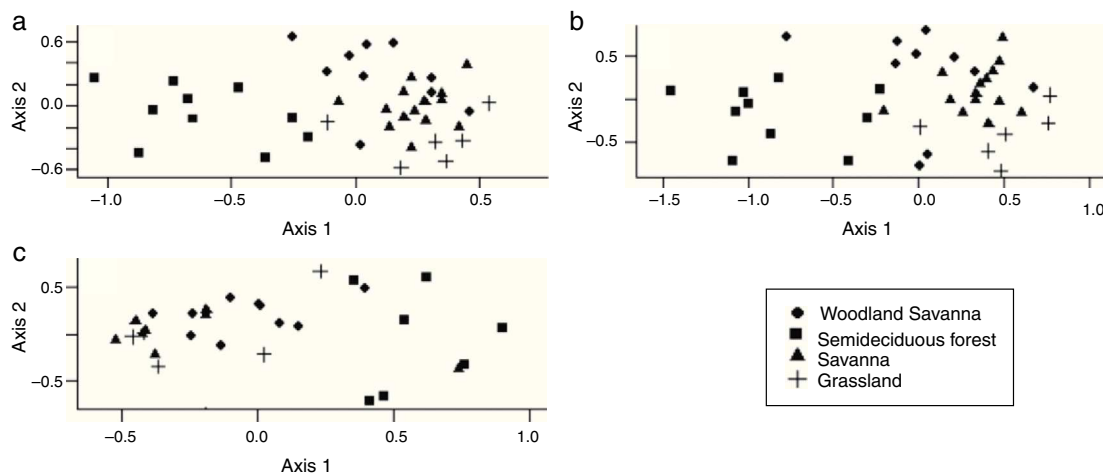 a
0.6
0.0
−0.6
Axis 2
−1.0 −0.5 0.0 0.5
Axis 1
b
0.5
−0.5
Axis 2
−1.5 −1.0 −0.5 0.0 0.5 1.0
Axis 1
c
0.5
−0.5
Axis 2
−0.5 0.0 0.5 1.0
Axis 1
Woodland Savanna
Semideciduous forest
Savanna
Grassland